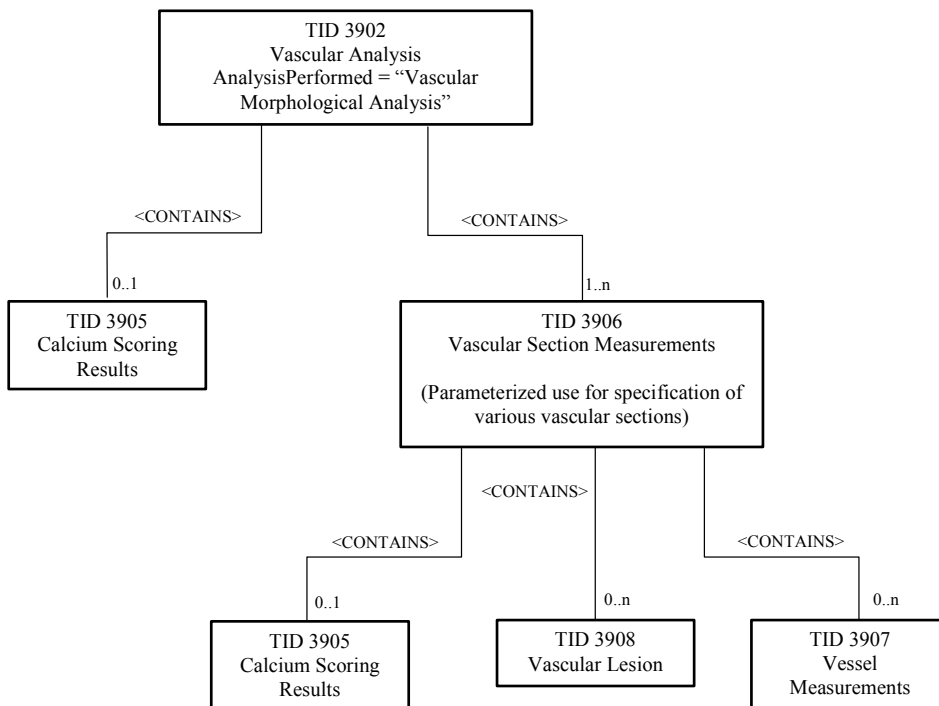 TID 3902
Vascular Analysis
AnalysisPerformed = “Vascular
Morphological Analysis”
<CONTAINS>
<CONTAINS>
0..1
1..n
TID 3905
Calcium Scoring
Results
TID 3906
Vascular Section Measurements
(Parameterized use for specification of
various vascular sections)
<CONTAINS>
<CONTAINS>
<CONTAINS>
0..1
0..n
0..n
TID 3905
Calcium Scoring
Results
TID 3908
Vascular Lesion
TID 3907
Vessel
Measurements